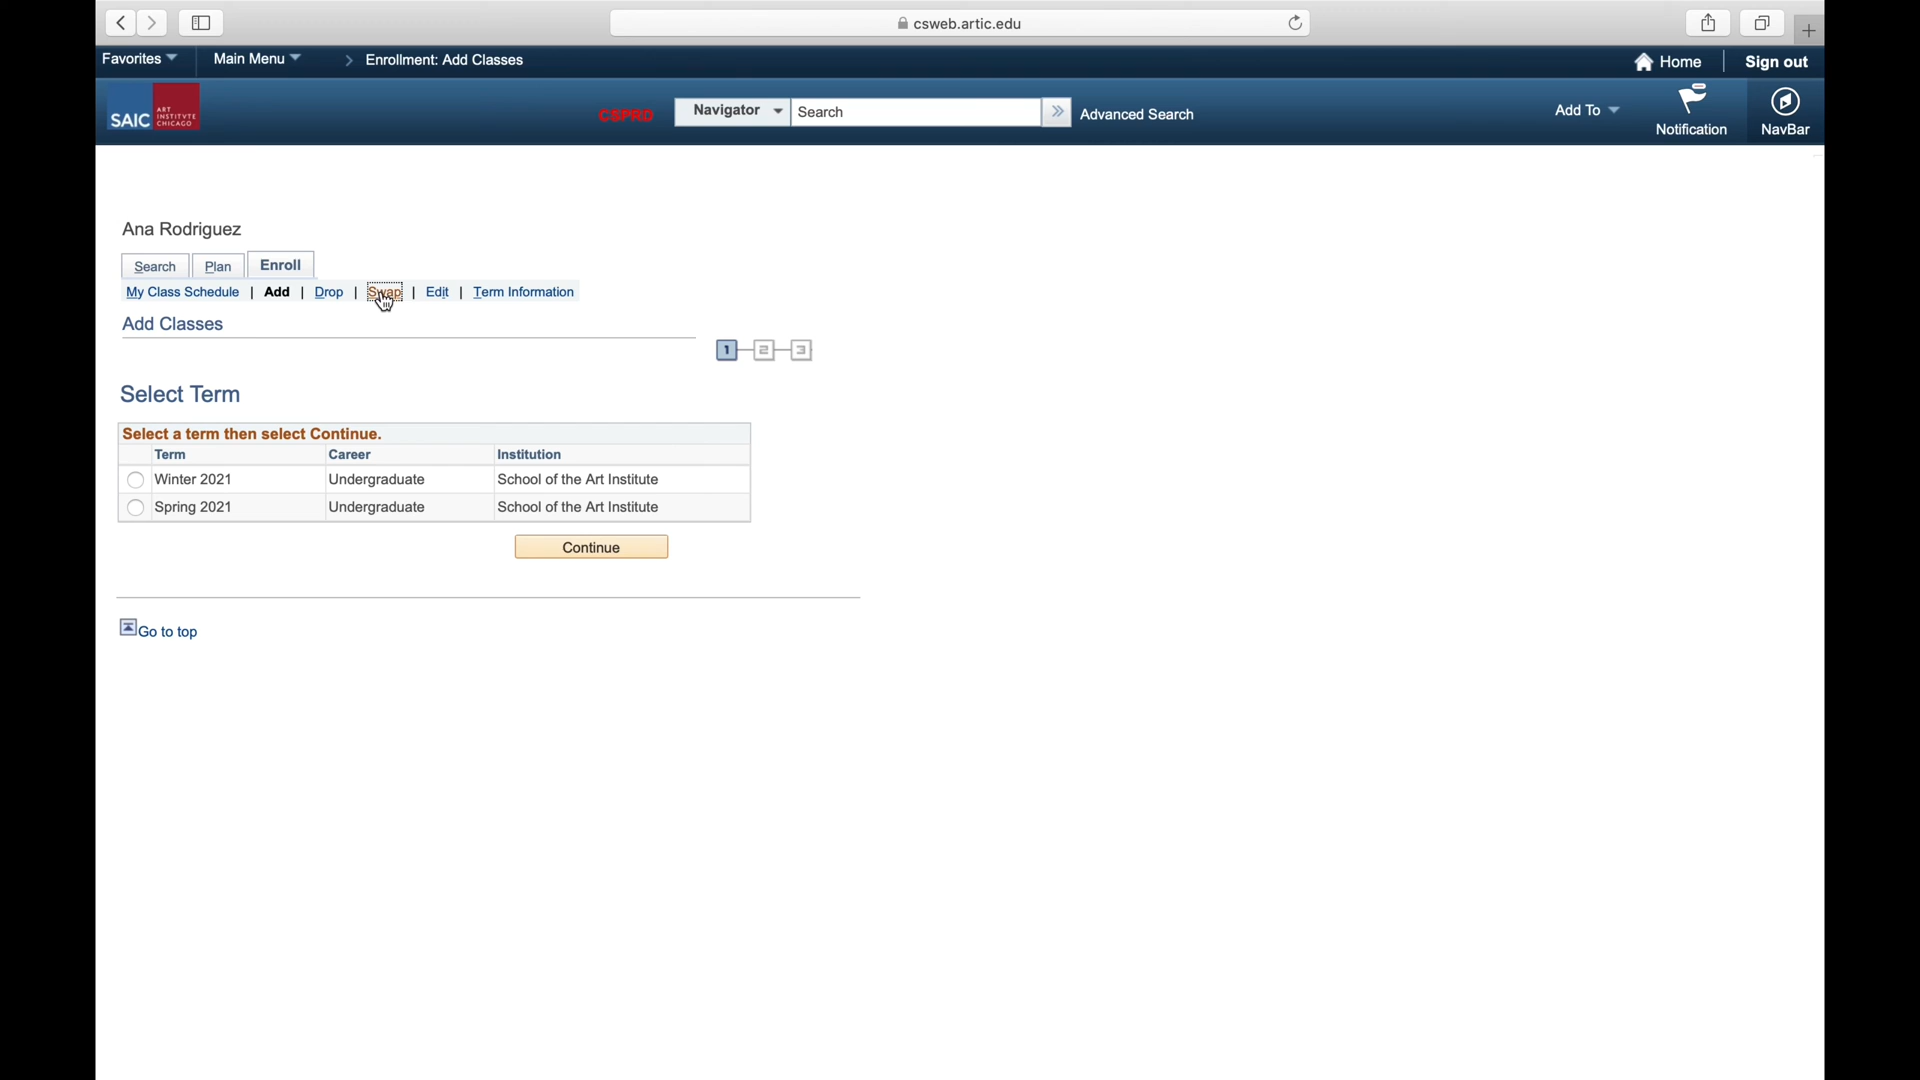 csweb.artic.edu
Favorites Main Menu > Enrollment: Add Classes Home Sign out
SAIC ART INSTITVTE CHICAGO CSPRD Navigator Search » Advanced Search Add To Notification NavBar
Ana Rodriguez
Search Plan Enroll
My Class Schedule | Add | Drop | Swap | Edit | Term Information
Add Classes
1 2 3
Select Term
Select a term then select Continue.
Term Career Institution
Winter 2021 Undergraduate School of the Art Institute
Spring 2021 Undergraduate School of the Art Institute
Continue
Go to top